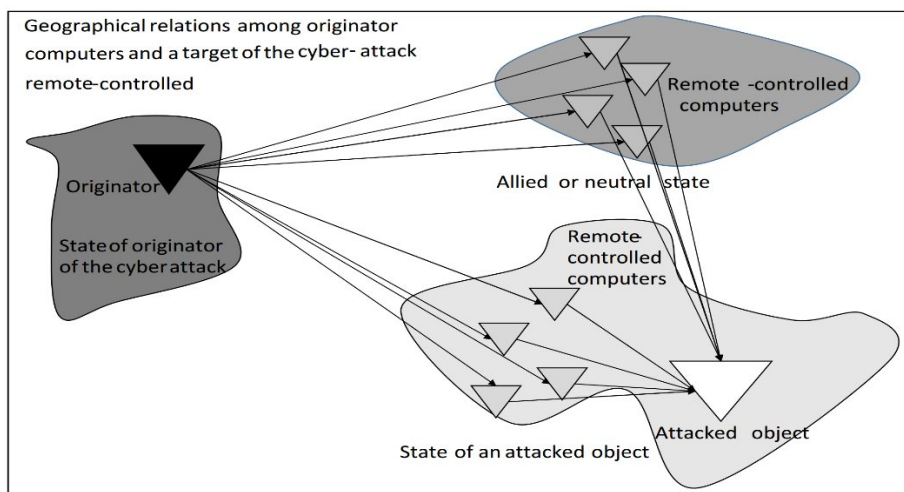 Geographical relations among originator
computers and a target of the cyber- attack
remote-controlled
Remote -controlled
computers
Originator
Allied or neutral state
State of originator
of the cyber attack
Remote-
controlled
computers
Attacked object
State of an attacked object